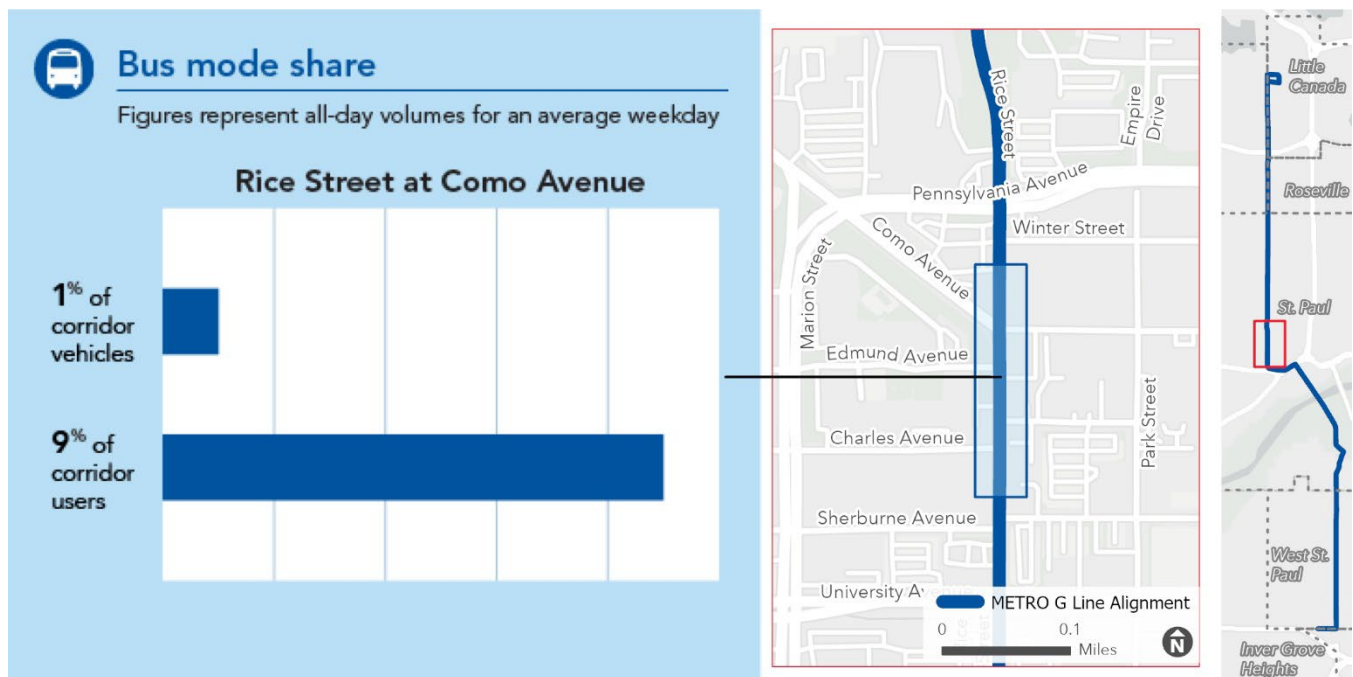 Bus mode share
Figures represent all-day volumes for an average weekday
Rice Street at Como Avenue
1% of
corridor
vehicles
9% of
corridor
users
Rice Street
Empire
Drive
Pennsylvania Avenue
Winter Street
Como Avenue
Marion Street
Edmund Avenue
Park Street
Charles Avenue
Sherburne Avenue
University Av
METRO G Line Alignment
0 0.1
Miles
N
Little
Canada
Roseville
St. Paul
West St.
Paul
Inver Grove
Heights